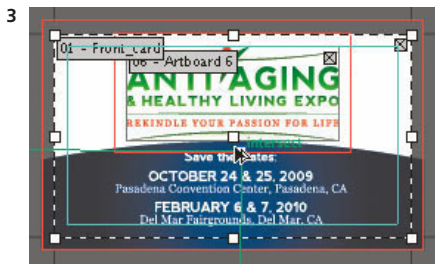 3
01 - Front_card
06 - Artboard 6
ANTI AGING
& HEALTHY LIVING EXPO
REKINDLE YOUR PASSION FOR LIFE
intersect
Save the Dates:
OCTOBER 24 & 25, 2009
Pasadena Convention Center, Pasadena, CA
FEBRUARY 6 & 7, 2010
Del Mar Fairgrounds, Del Mar, CA